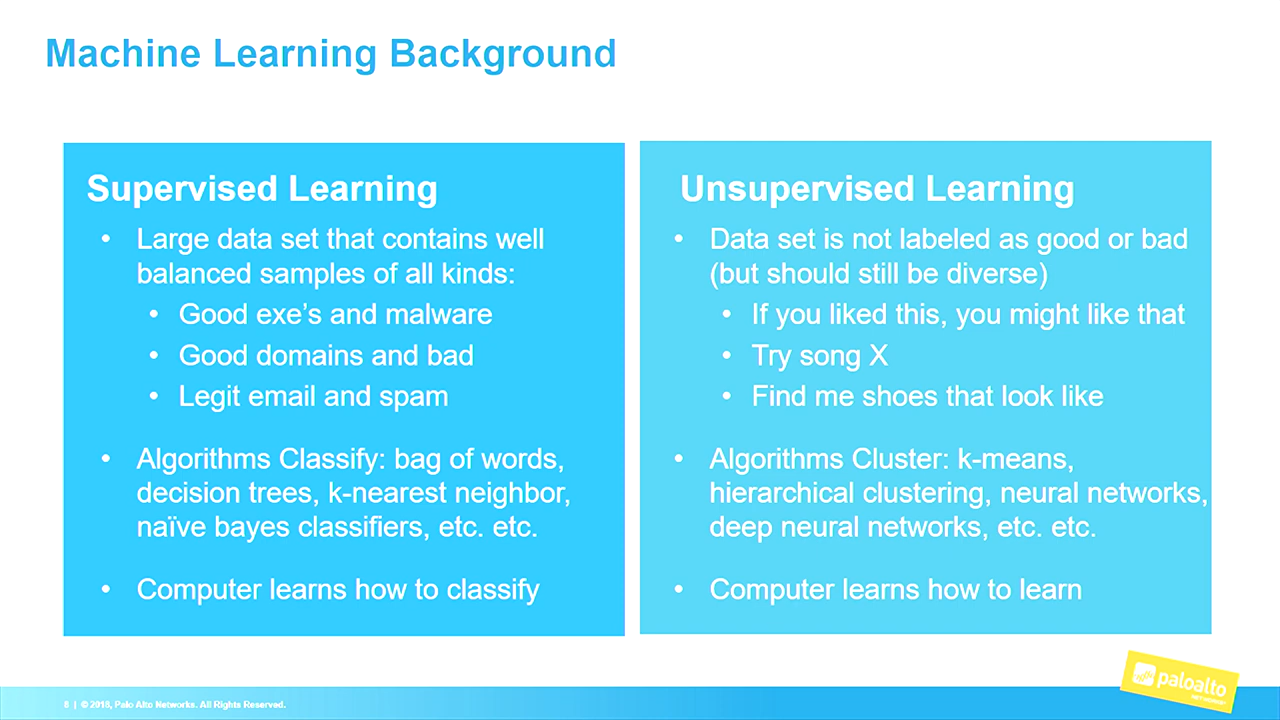 Machine Learning Background
Supervised Learning
• Large data set that contains well
balanced samples of all kinds:
• Good exe’s and malware
• Good domains and bad
• Legit email and spam
• Algorithms Classify: bag of words,
decision trees, k-nearest neighbor,
naïve bayes classifiers, etc. etc.
• Computer learns how to classify
Unsupervised Learning
• Data set is not labeled as good or bad
(but should still be diverse)
• If you liked this, you might like that
• Try song X
• Find me shoes that look like
• Algorithms Cluster: k-means,
hierarchical clustering, neural networks,
deep neural networks, etc. etc.
• Computer learns how to learn
8 | © 2018, Palo Alto Networks. All Rights Reserved.
paloalto
NETWORKS